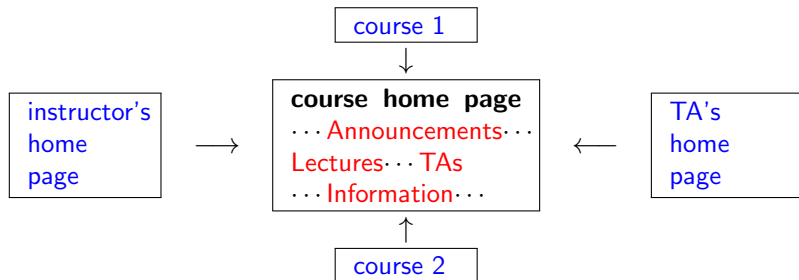 course 1
instructor's
home
page
course home page
··· Announcements···
Lectures··· TAs
··· Information···
TA's
home
page
course 2